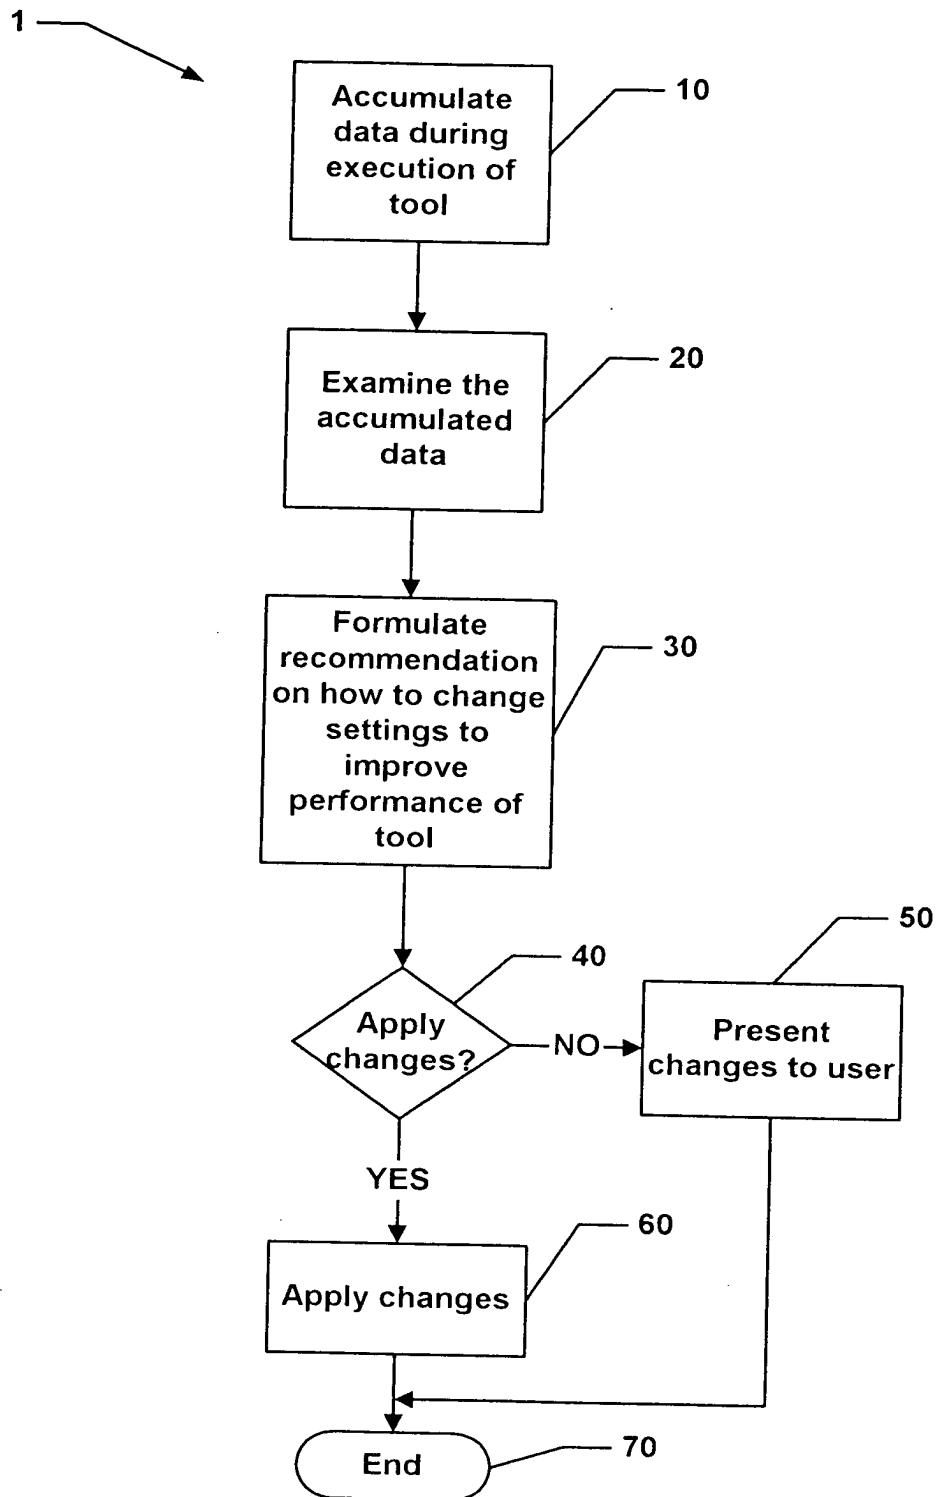 1
Accumulate
data during
execution of
tool
10
Examine the
accumulated
data
20
Formulate
recommendation
on how to change
settings to
improve
performance of
tool
30
Apply
changes?
40
NO
Present
changes to user
50
YES
Apply changes
60
End
70